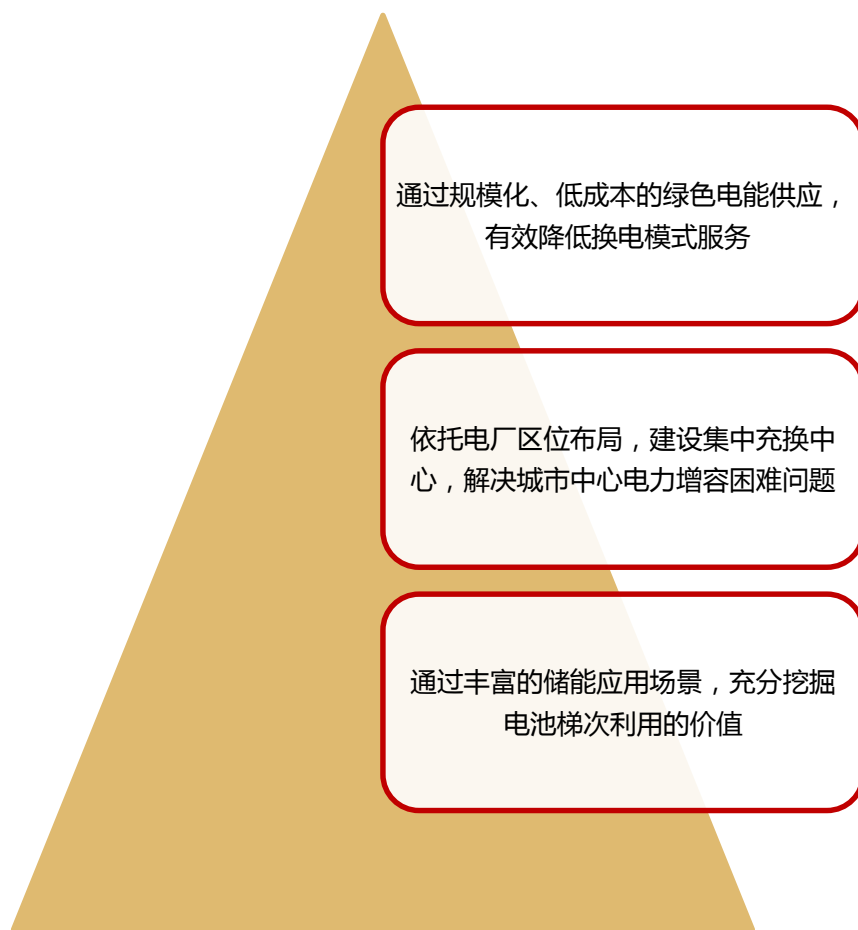 通过规模化、低成本的绿色电能供应，
有效降低换电模式服务
依托电厂区位布局，建设集中充换中
心，解决城市中心电力增容困难问题
通过丰富的储能应用场景，充分挖掘
电池梯次利用的价值